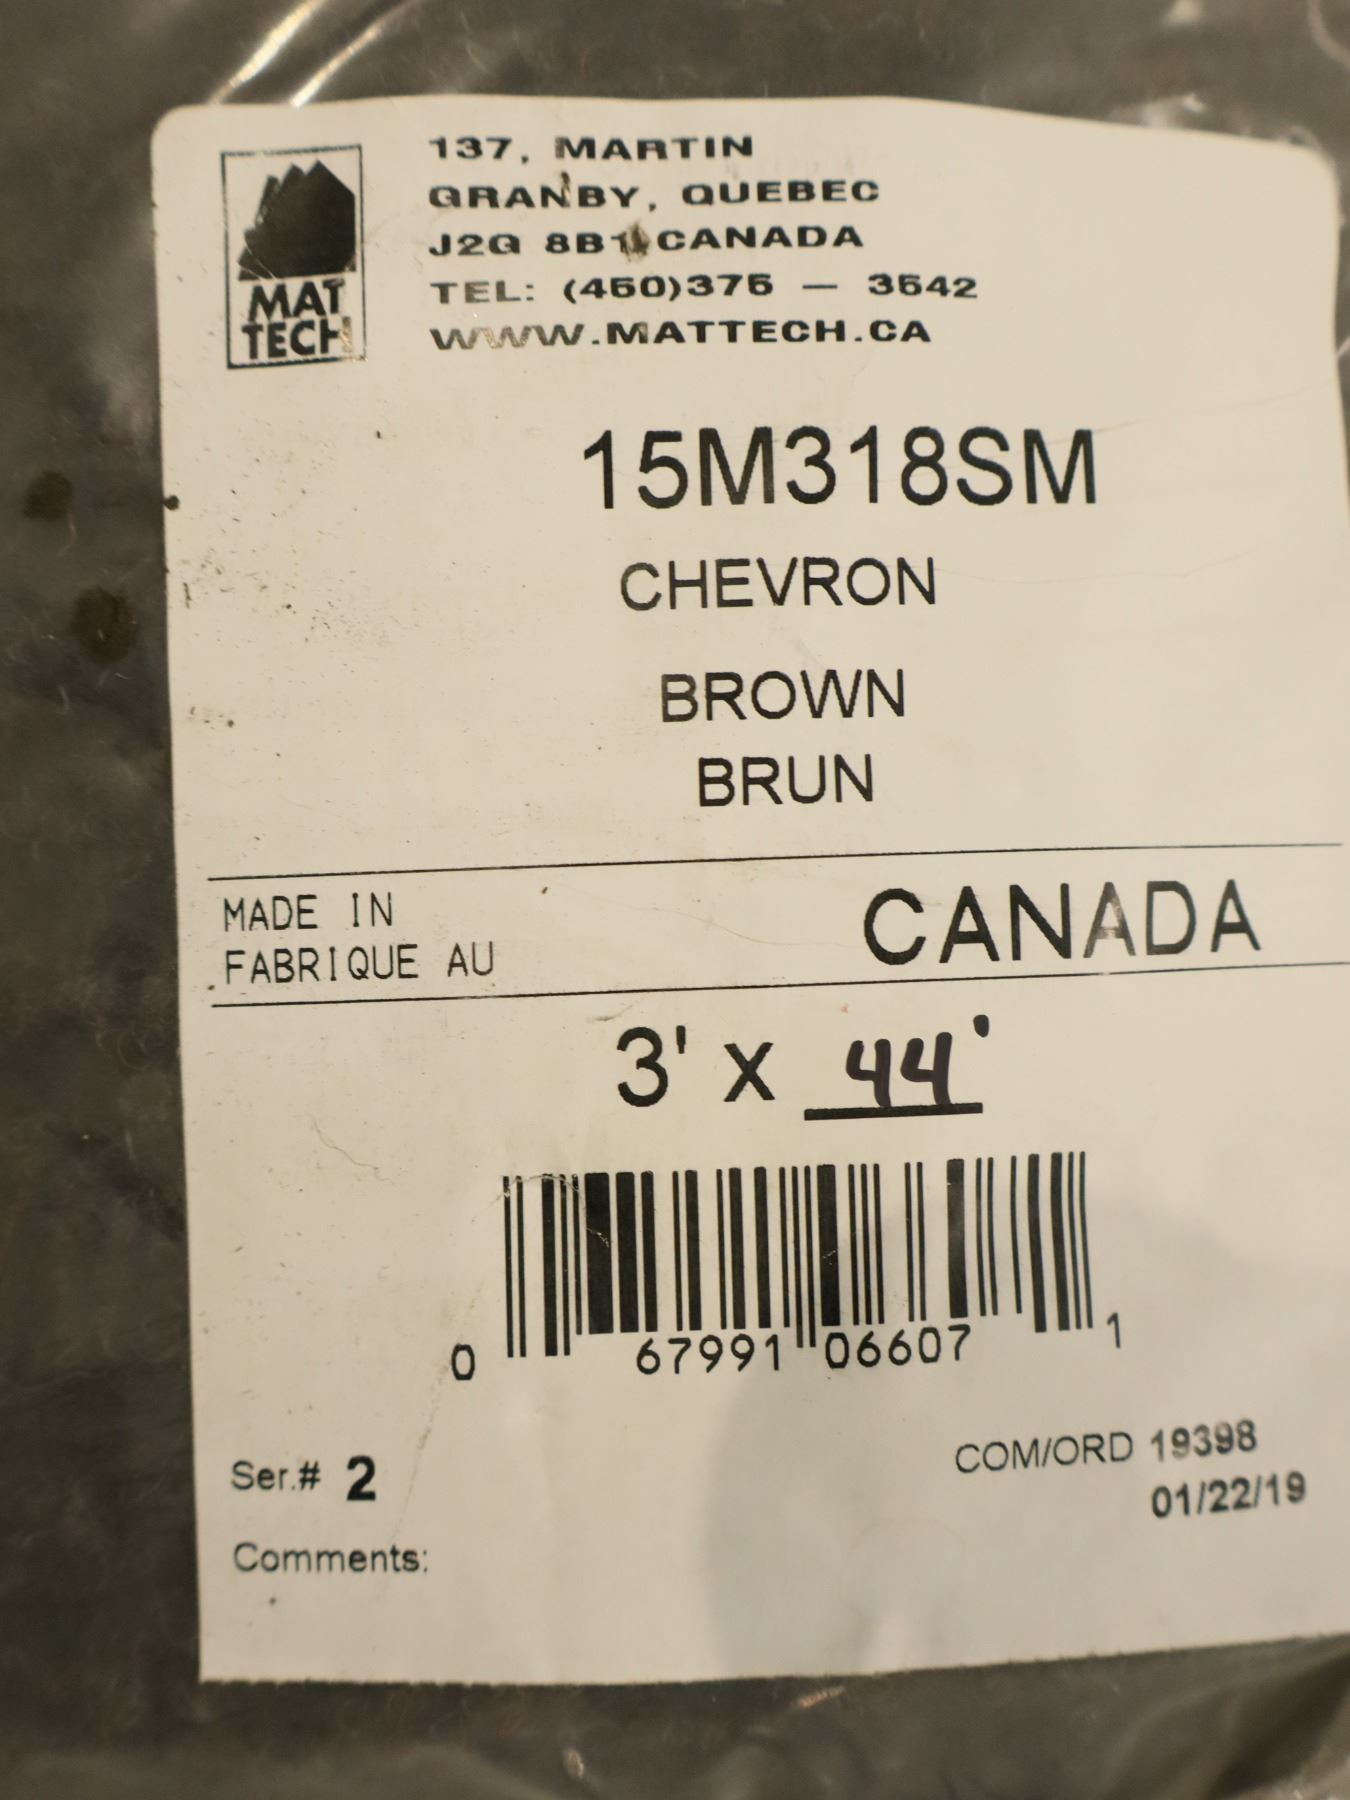 MAT
TECH
137, MARTIN
GRANBY, QUEBEC
J2G 8B1 CANADA
TEL: (450)375 — 3542
WWW.MATTECH.CA
15M318SM
CHEVRON
BROWN
BRUN
MADE IN
FABRIQUE AU
CANADA
3' x 44'
0 67991 06607 1
Ser.# 2
COM/ORD 19398
01/22/19
Comments: